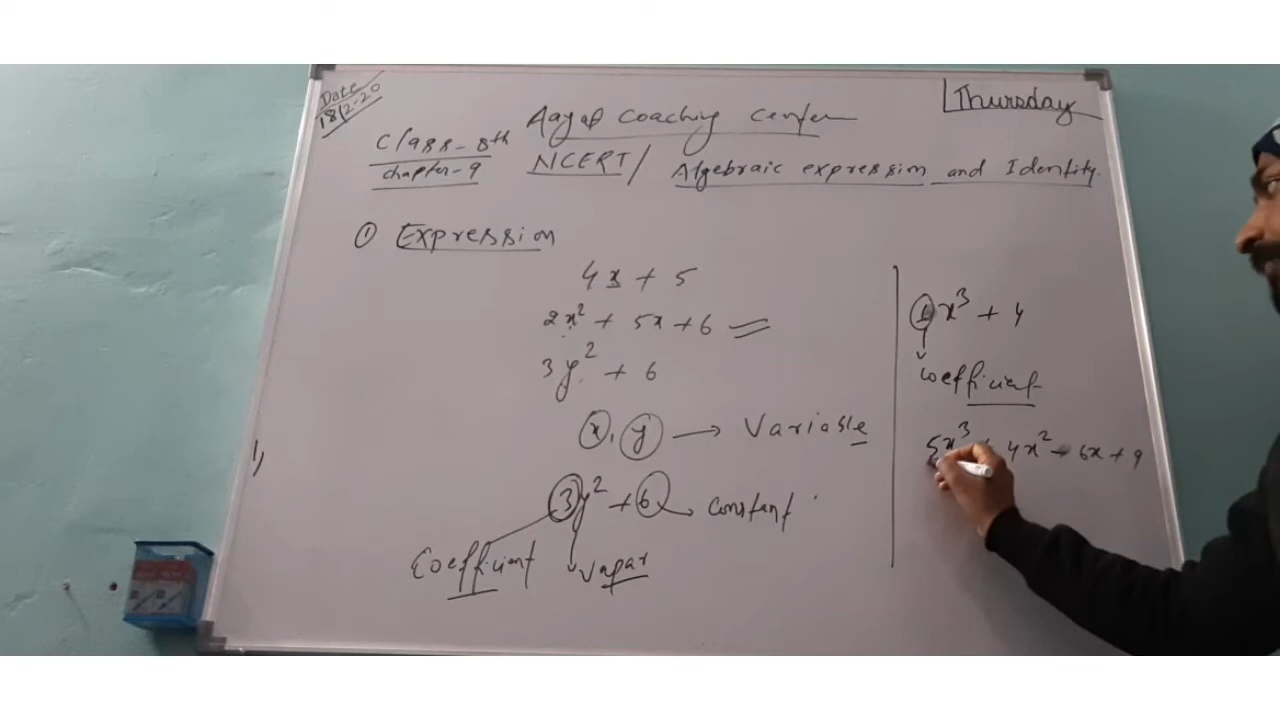 Date
18/2-20
Thursday
Aayat Coaching Center
Class-8th
chapter-9
NCERT/ Algebraic expression and Identity.
① Expression
4x + 5
2x² + 5x + 6
3y² + 6
x, y → Variable
3y² + 6 → Constant
Coefficient
x³ + 4
Coefficient
5x³ + 4x² - 6x + 9